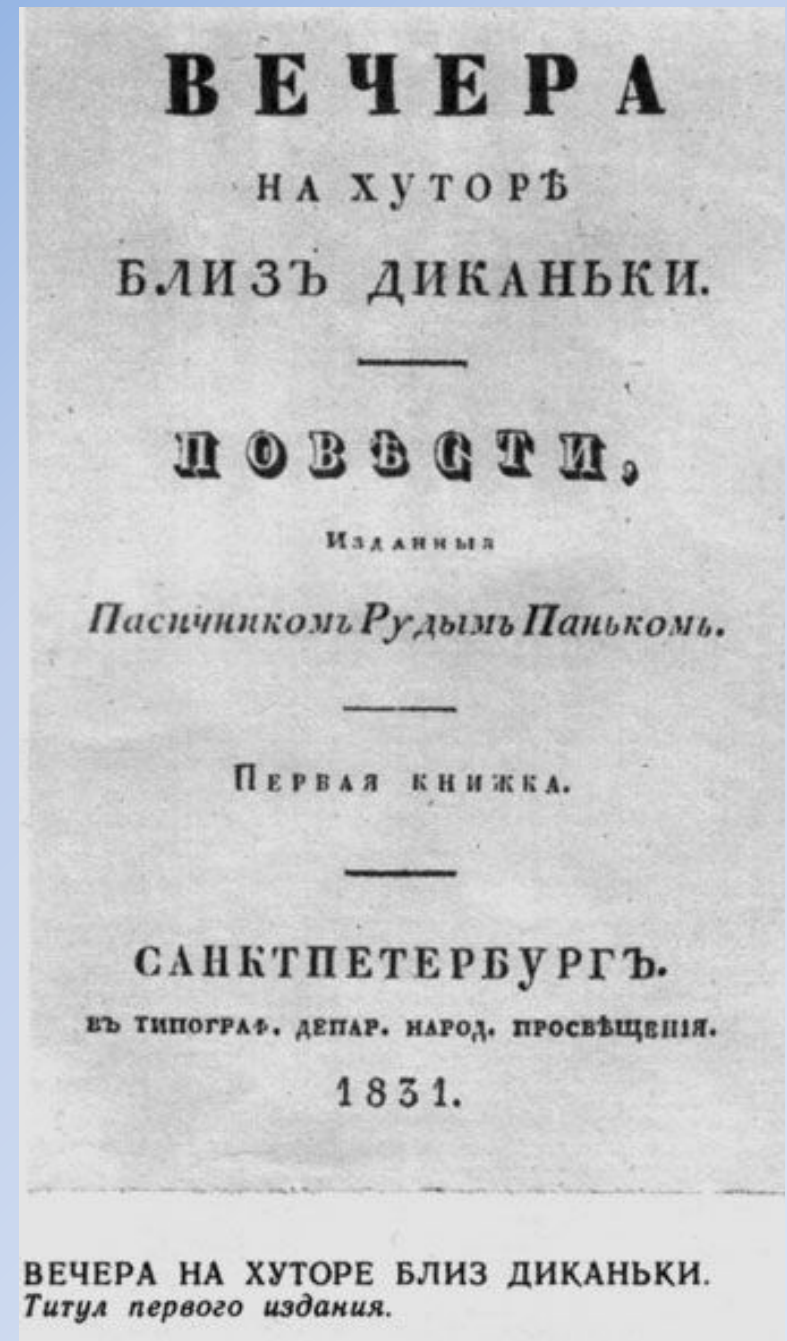 ВЕЧЕРА
НА ХУТОРѢ
БЛИЗЪ ДИКАНЬКИ.
ПОВѢСТИ,
Изданныя
Пасичникомъ Рудымъ Панькомъ.
Первая книжка.
САНКТПЕТЕРБУРГЪ.
ВЪ ТИПОГРАФ. ДЕПАР. НАРОД. ПРОСВѢЩЕНІЯ.
1831.
ВЕЧЕРА НА ХУТОРЕ БЛИЗ ДИКАНЬКИ.
Титул первого издания.